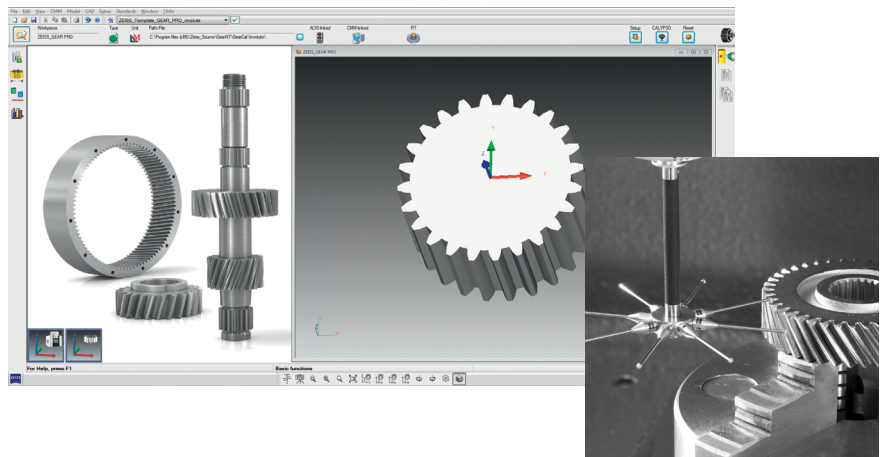 File Edit View CMM Model CAD Extras Standards Window ?Info
ZEISS_Template_GEAR_PRO_involute
Workpiece Type Unit Path/File ACIS linked CMM linked RT Setup CALYPSO Reset
ZEISS_GEAR PRO
ZEISS_GEAR PRO
Y
Z
X
For Help, press F1
Basic functions
ZEISS